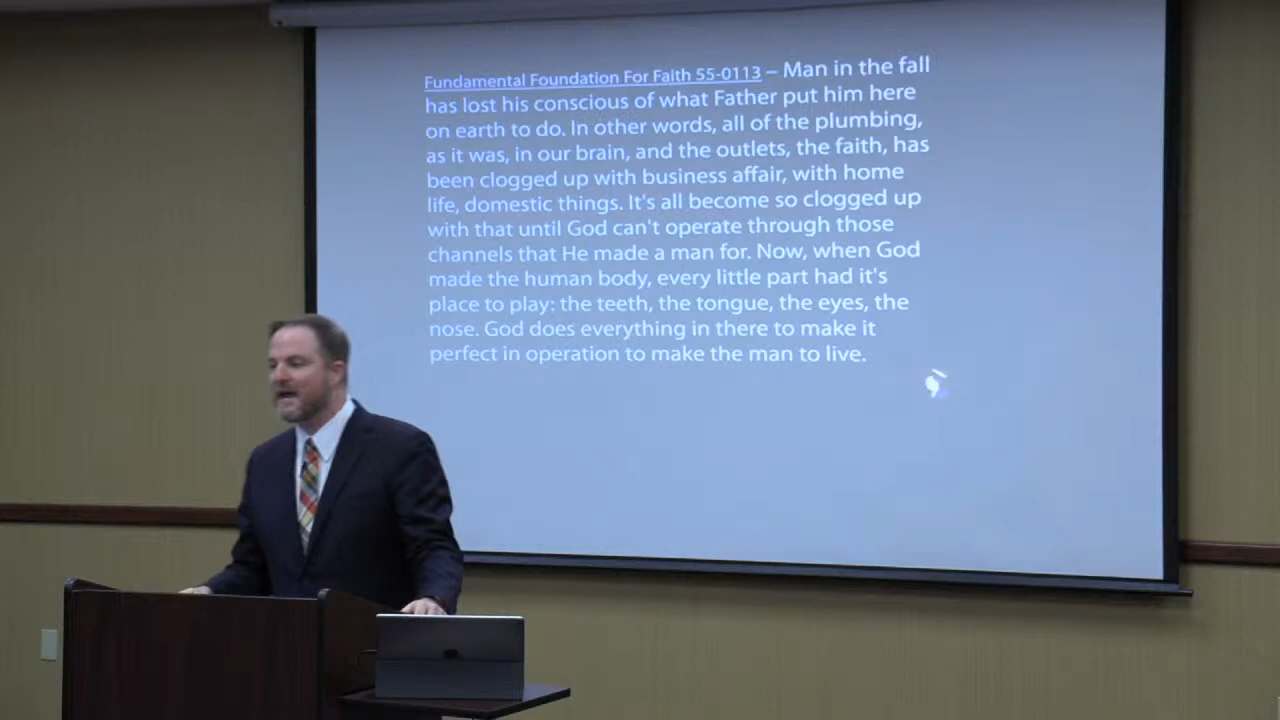 Fundamental Foundation For Faith 55-0113 – Man in the fall
has lost his conscious of what Father put him here
on earth to do. In other words, all of the plumbing,
as it was, in our brain, and the outlets, the faith, has
been clogged up with business affair, with home
life, domestic things. It's all become so clogged up
with that until God can't operate through those
channels that He made a man for. Now, when God
made the human body, every little part had it's
place to play: the teeth, the tongue, the eyes, the
nose. God does everything in there to make it
perfect in operation to make the man to live.